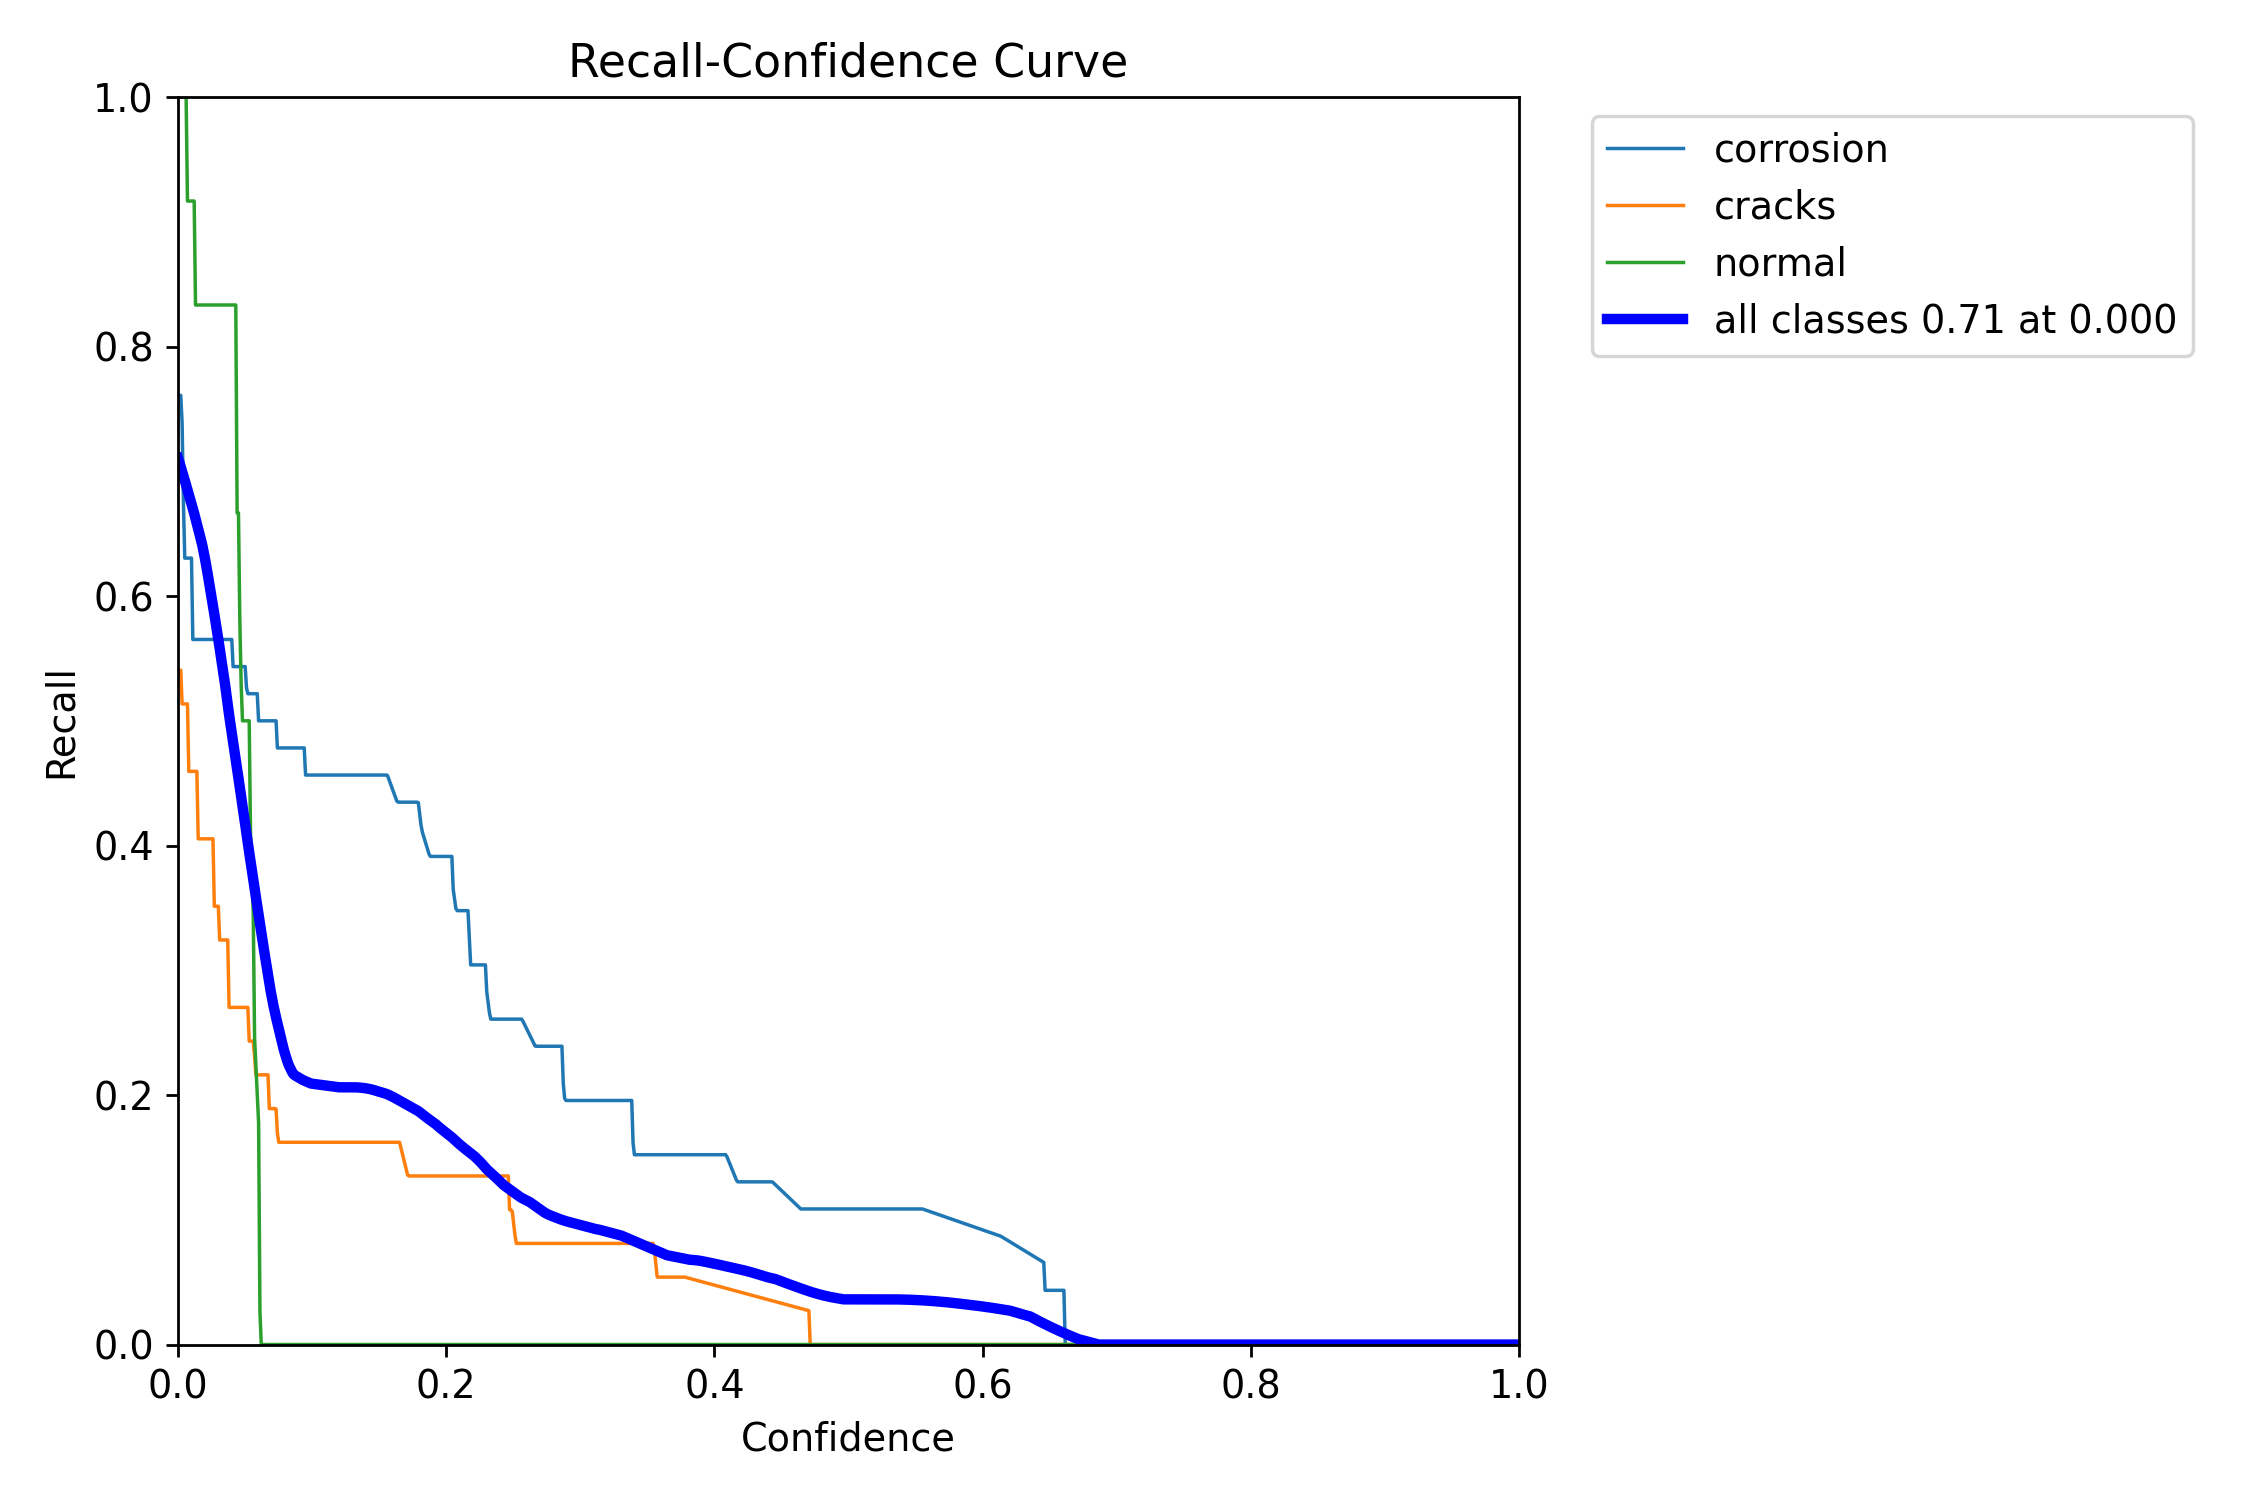 Recall-Confidence Curve
1.0
0.8
0.6
0.4
0.2
0.0
Recall
0.0 0.2 0.4 0.6 0.8 1.0
Confidence
corrosion
cracks
normal
all classes 0.71 at 0.000